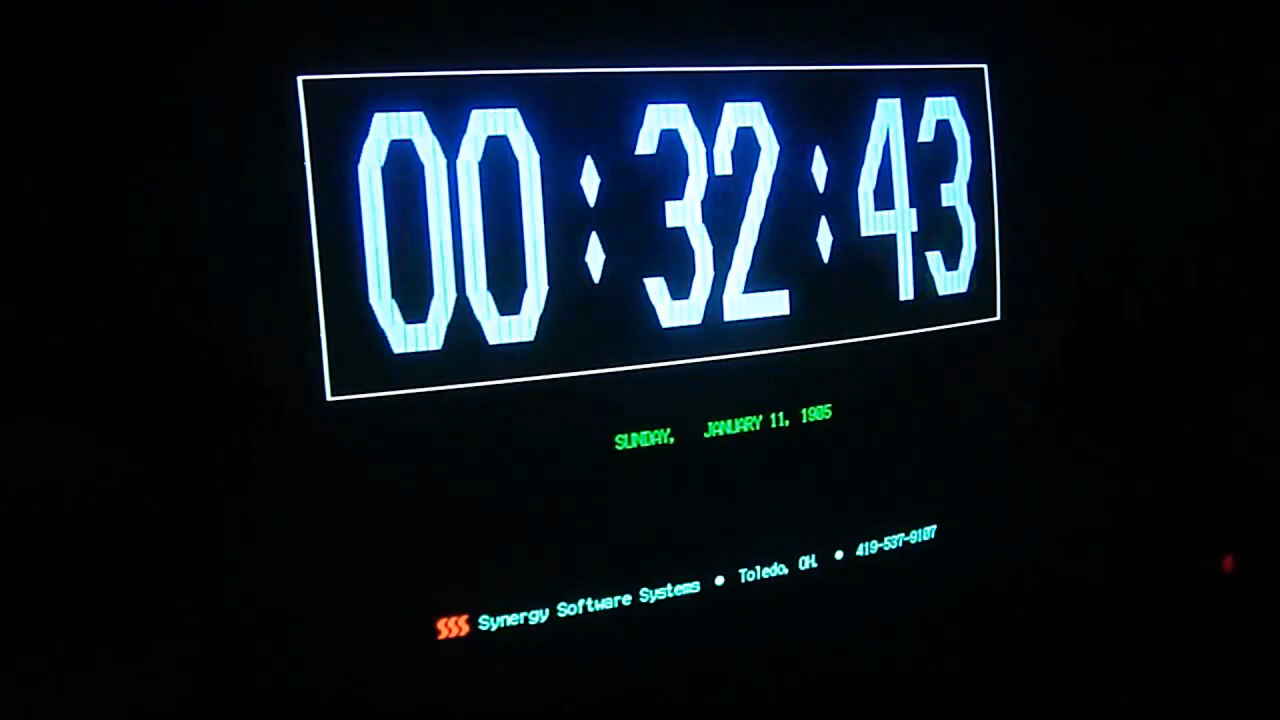 00:32:43
SUNDAY, JANUARY 11, 1905
SSS Synergy Software Systems • Toledo, OH. • 419-537-9107